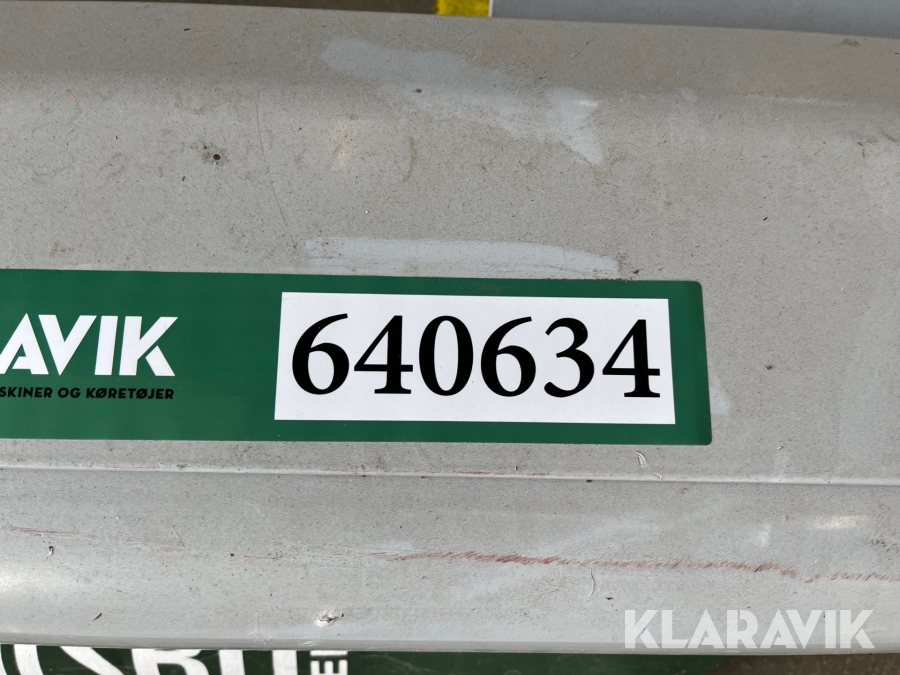 AVIK
640634
SKINER OG KØRETØJER
KLARAVIK